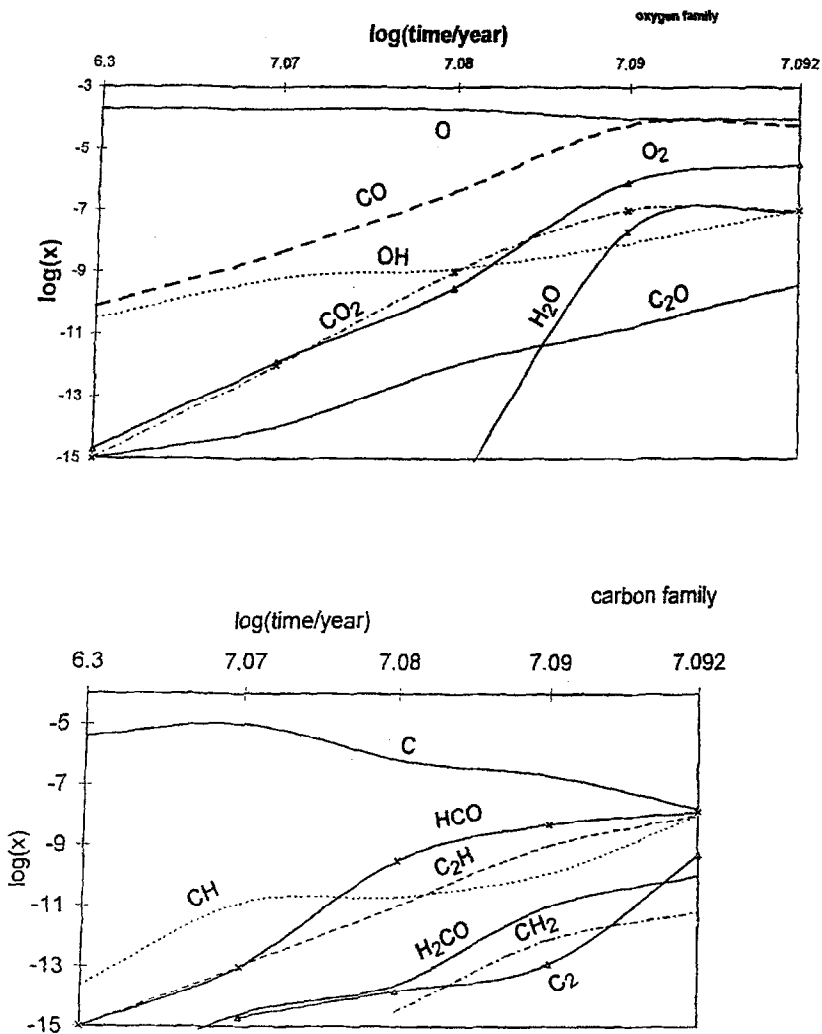 oxygen family
log(time/year)
6.3 7.07 7.08 7.09 7.092
-3
O
O₂
-5
CO
-7
OH
log(x)
-9
CO₂
H₂O
C₂O
-11
-13
-15
carbon family
log(time/year)
6.3 7.07 7.08 7.09 7.092
-5
C
-7
HCO
-9
C₂H
log(x)
CH
-11
H₂CO
CH₂
-13
C₂
-15